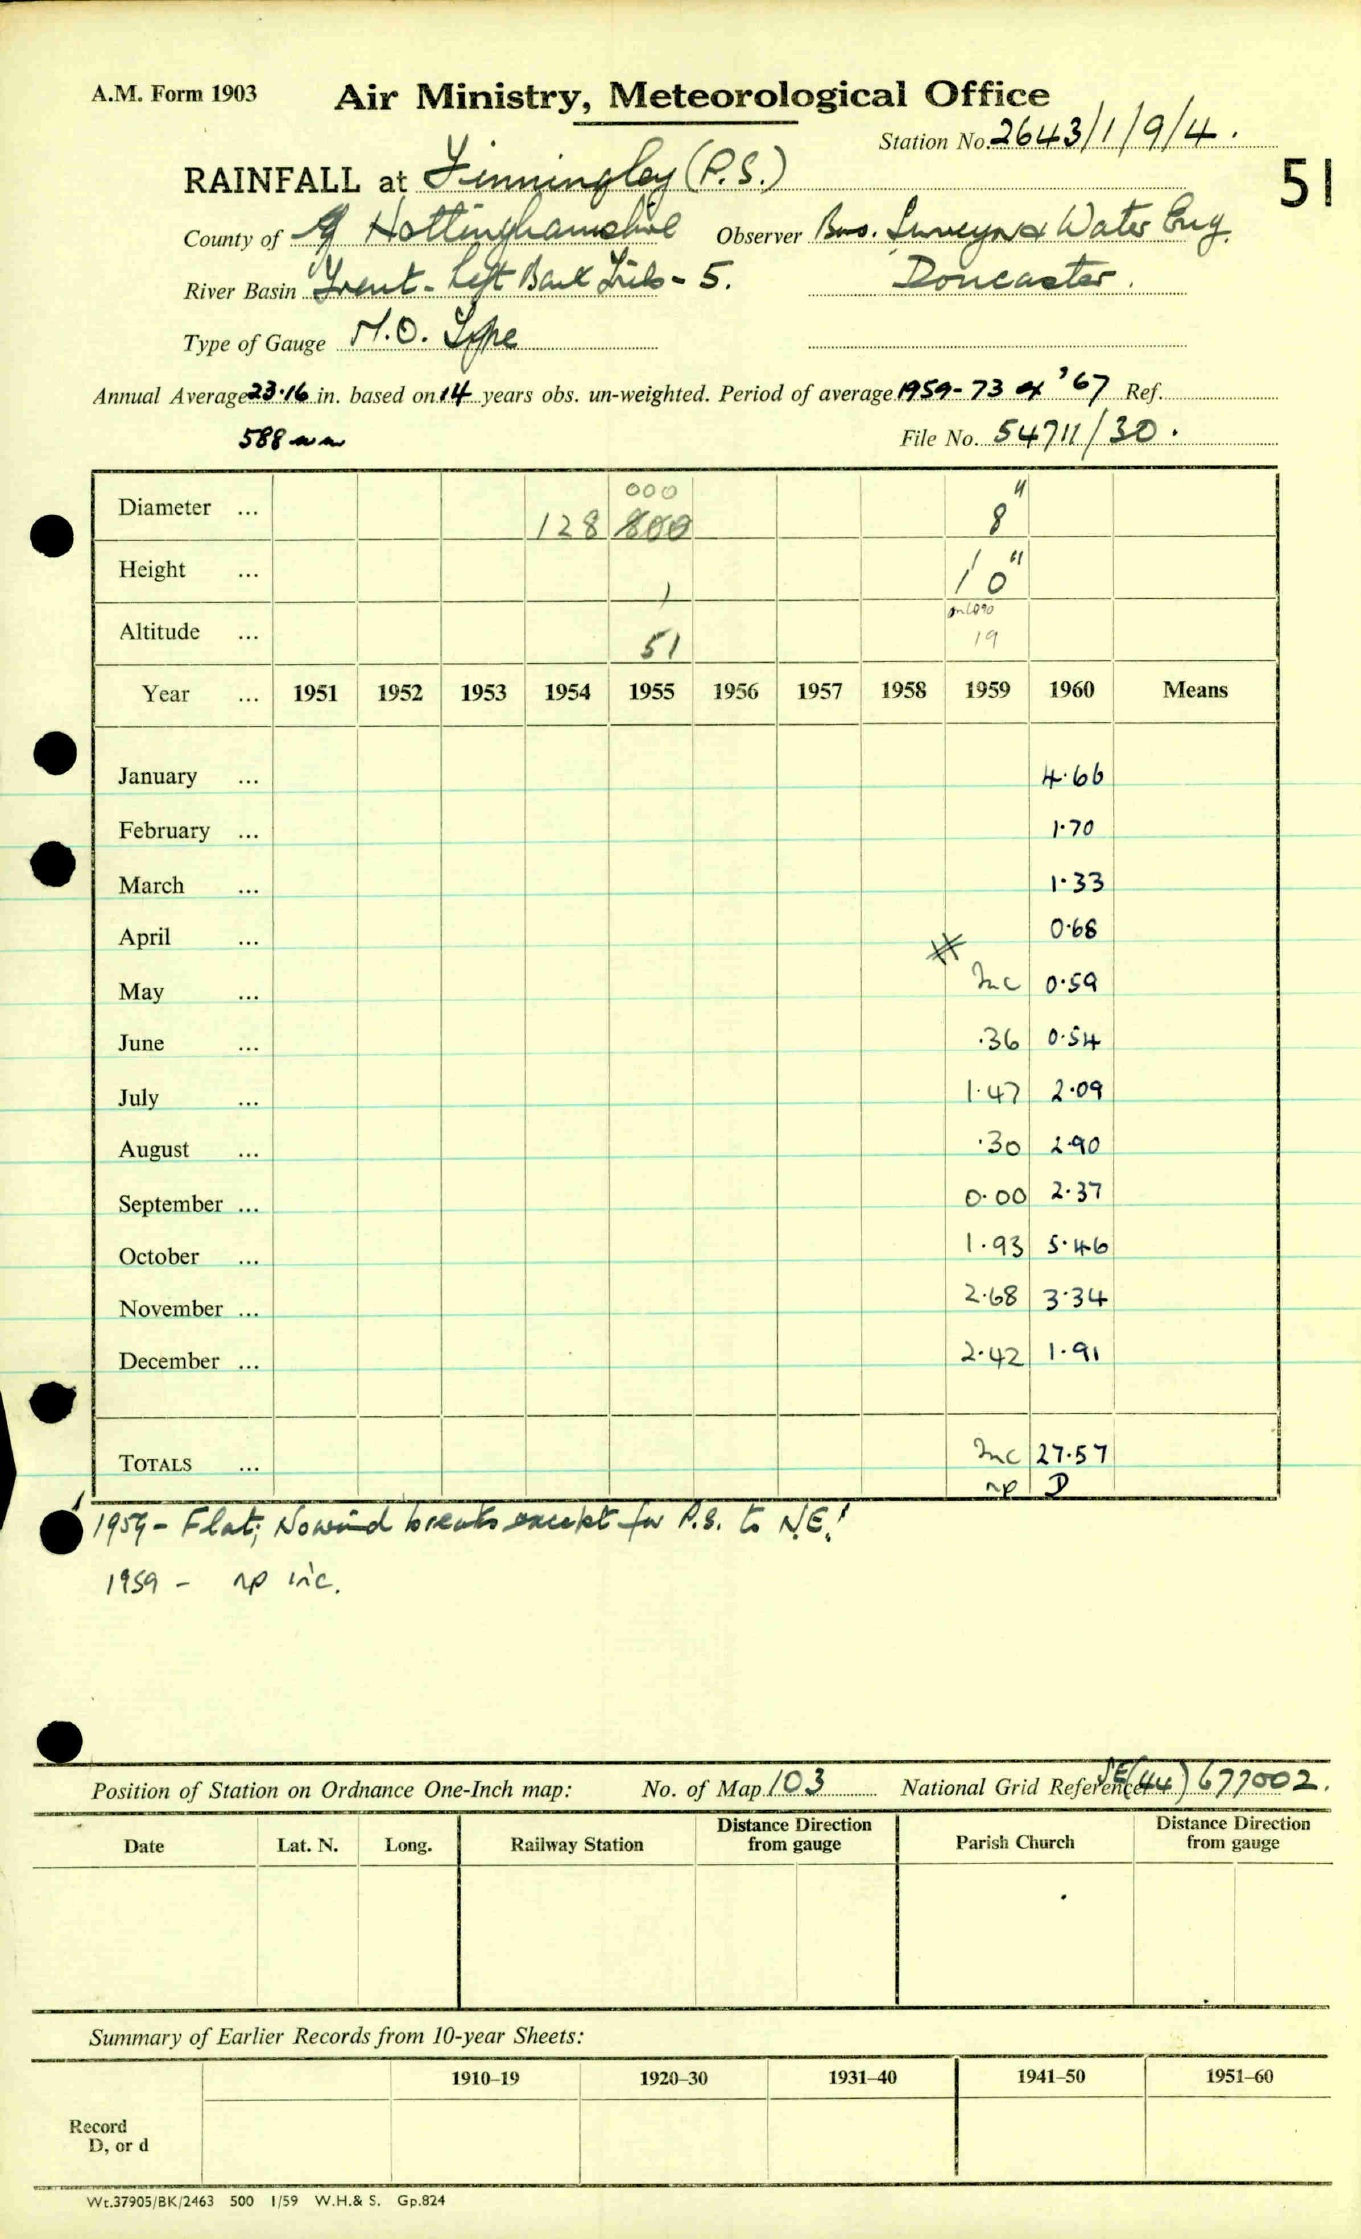 A.M. Form 1903
Air Ministry, Meteorological Office
Station No. 2643/1/9/4.
51
RAINFALL at Finningley (P.S.)
County of Nottinghamshire Observer Boro. Surveyor & Water Eng.
River Basin Trent - Left Bank Tribs - 5. Doncaster.
Type of Gauge M.O. Type
Annual Average 23.16 in. based on 14 years obs. un-weighted. Period of average 1959-73 '67 Ref.
588 mm File No. 54711/30.
Diameter ... 128 000 8"
Height ... 1 1' 0"
Altitude ... 51 19
Year ... 1951 1952 1953 1954 1955 1956 1957 1958 1959 1960 Means
January ... 4.66
February ... 1.70
March ... 1.33
April ... 0.68
May ... Inc 0.59
June ... .36 0.54
July ... 1.47 2.09
August ... .30 2.90
September ... 0.00 2.37
October ... 1.93 5.46
November ... 2.68 3.34
December ... 2.42 1.91
TOTALS ... Inc 27.57
np D
1959 - Flat; No wind breaks except for P.S. to N.E.
1959 - np inc.
Position of Station on Ordnance One-Inch map: No. of Map 103 National Grid Reference SE(44) 677002.
Date Lat. N. Long. Railway Station Distance Direction from gauge Parish Church Distance Direction from gauge
Summary of Earlier Records from 10-year Sheets:
1910–19 1920–30 1931–40 1941–50 1951–60
Record
D, or d
Wt.37905/BK/2463 500 1/59 W.H.& S. Gp.824